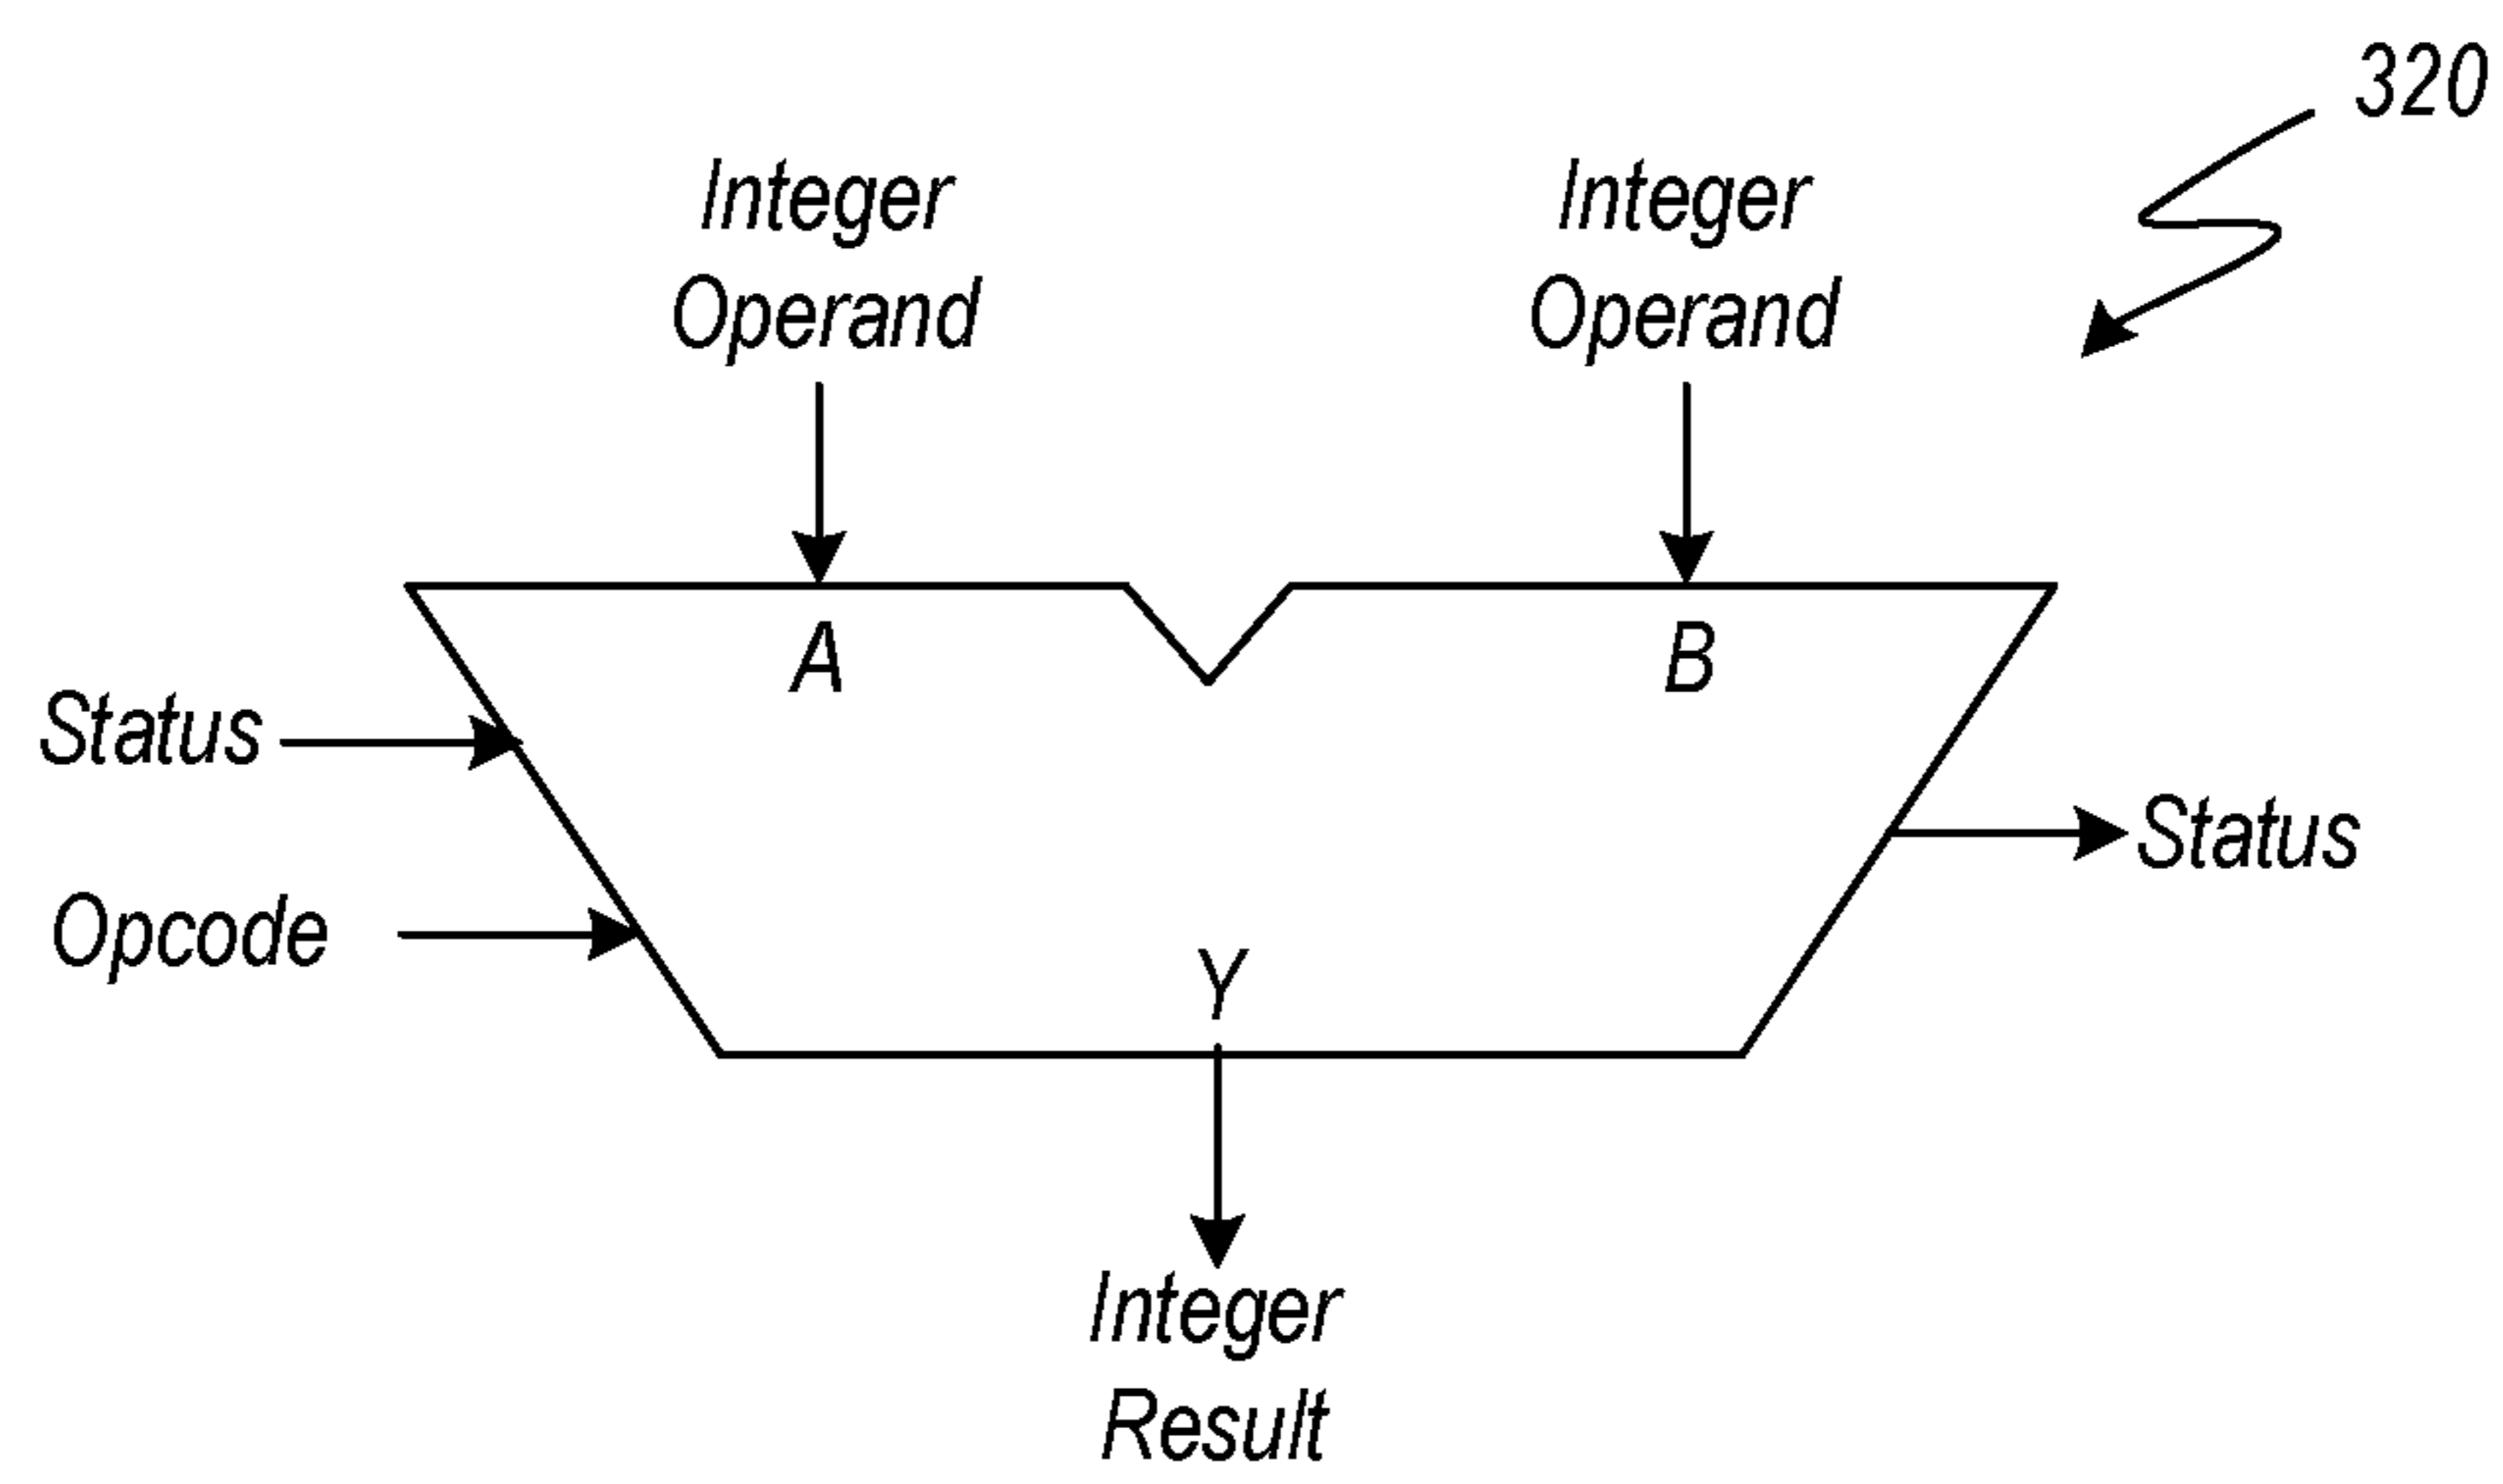 320
Integer
Operand
Integer
Operand
A
B
Status
Status
Opcode
Y
Integer
Result